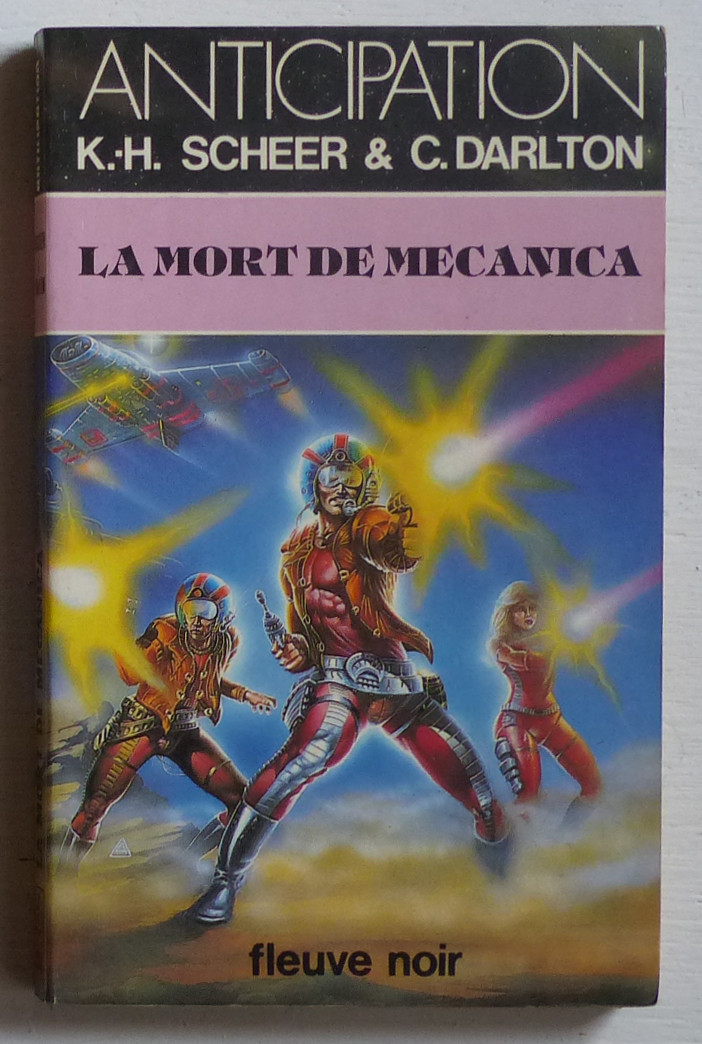 ANTICIPATION
K.-H. SCHEER & C. DARLTON
LA MORT DE MECANICA
fleuve noir